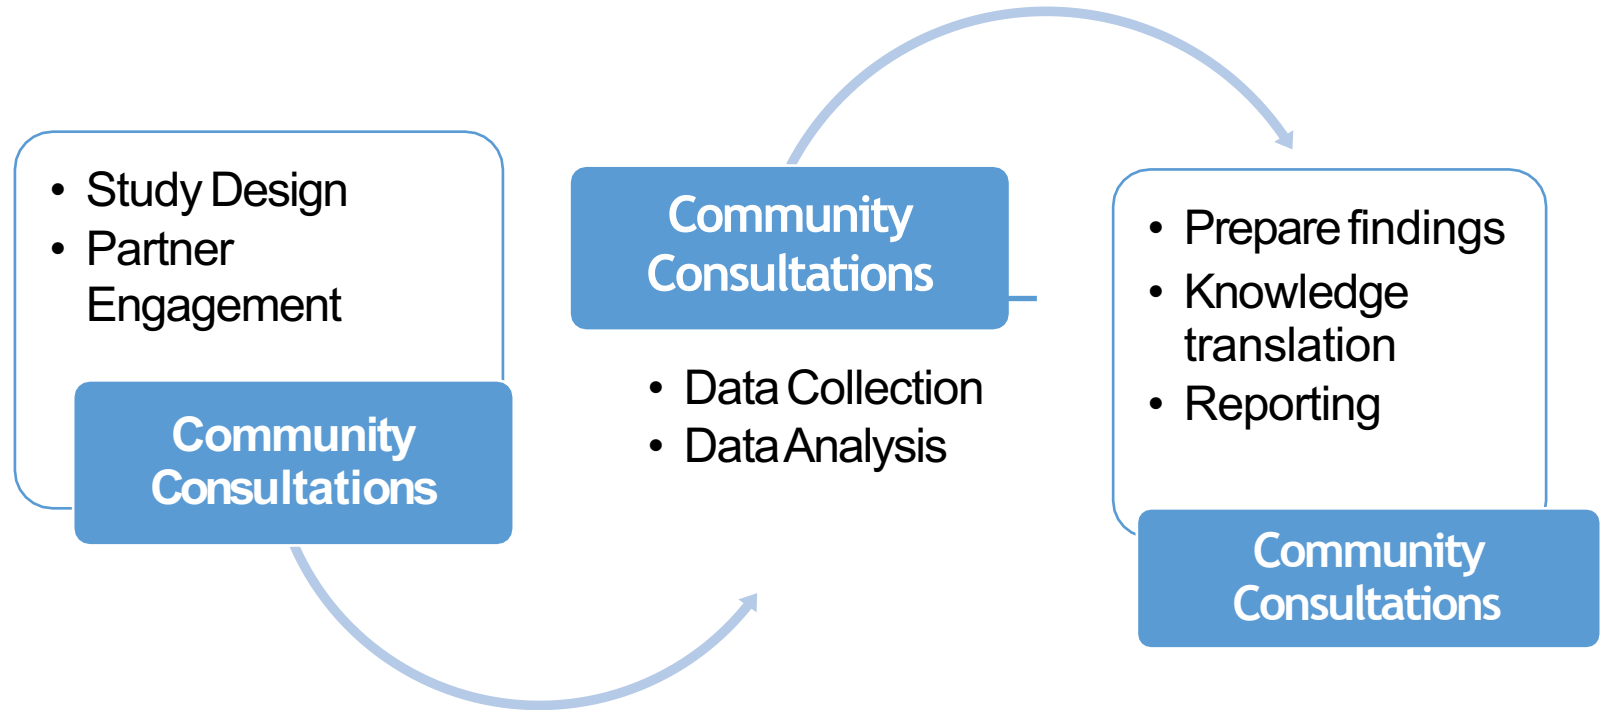 • Study Design
• Partner
Engagement
Community
Consultations
Community
Consultations
• Data Collection
• Data Analysis
• Prepare findings
• Knowledge
translation
• Reporting
Community
Consultations